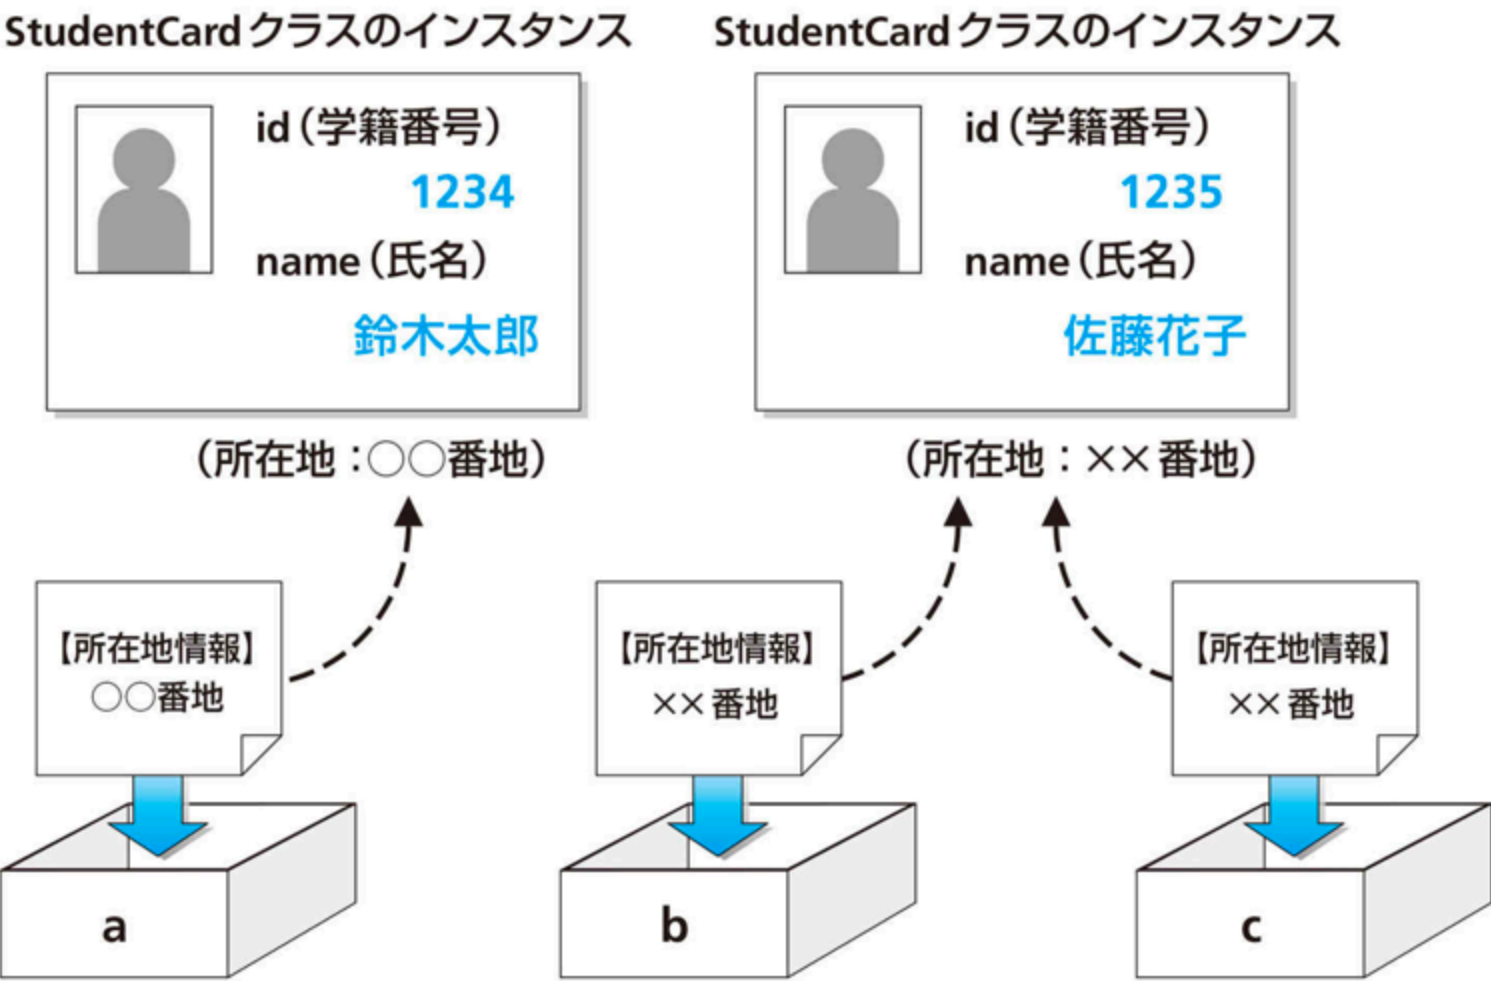 StudentCardクラスのインスタンス
id（学籍番号）
1234
name（氏名）
鈴木太郎
（所在地：○○番地）
StudentCardクラスのインスタンス
id（学籍番号）
1235
name（氏名）
佐藤花子
（所在地：××番地）
【所在地情報】
○○番地
a
【所在地情報】
××番地
b
【所在地情報】
××番地
c